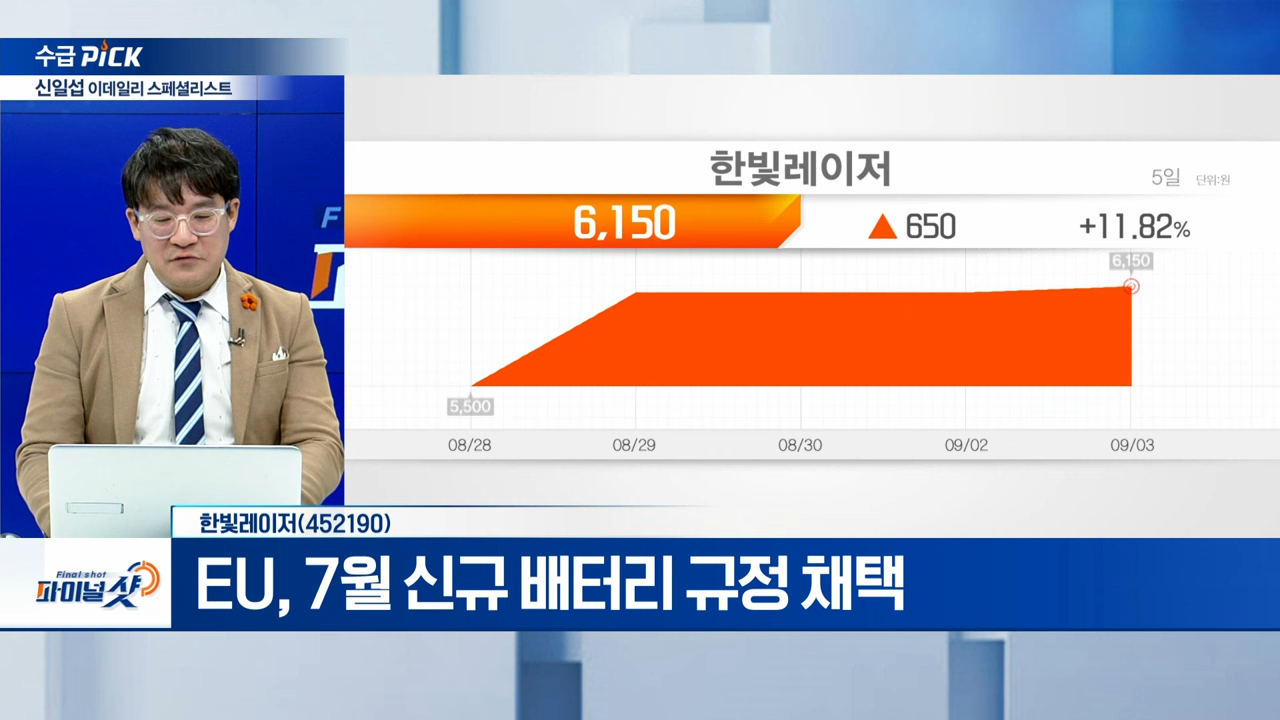 수급 PiCK
신일섭 이데일리 스페셜리스트
F
한빛레이저
5일 단위:원
6,150 ▲ 650 +11.82%
6,150
5,500
08/28 08/29 08/30 09/02 09/03
한빛레이저(452190)
Final shot
파이널샷
EU, 7월 신규 배터리 규정 채택